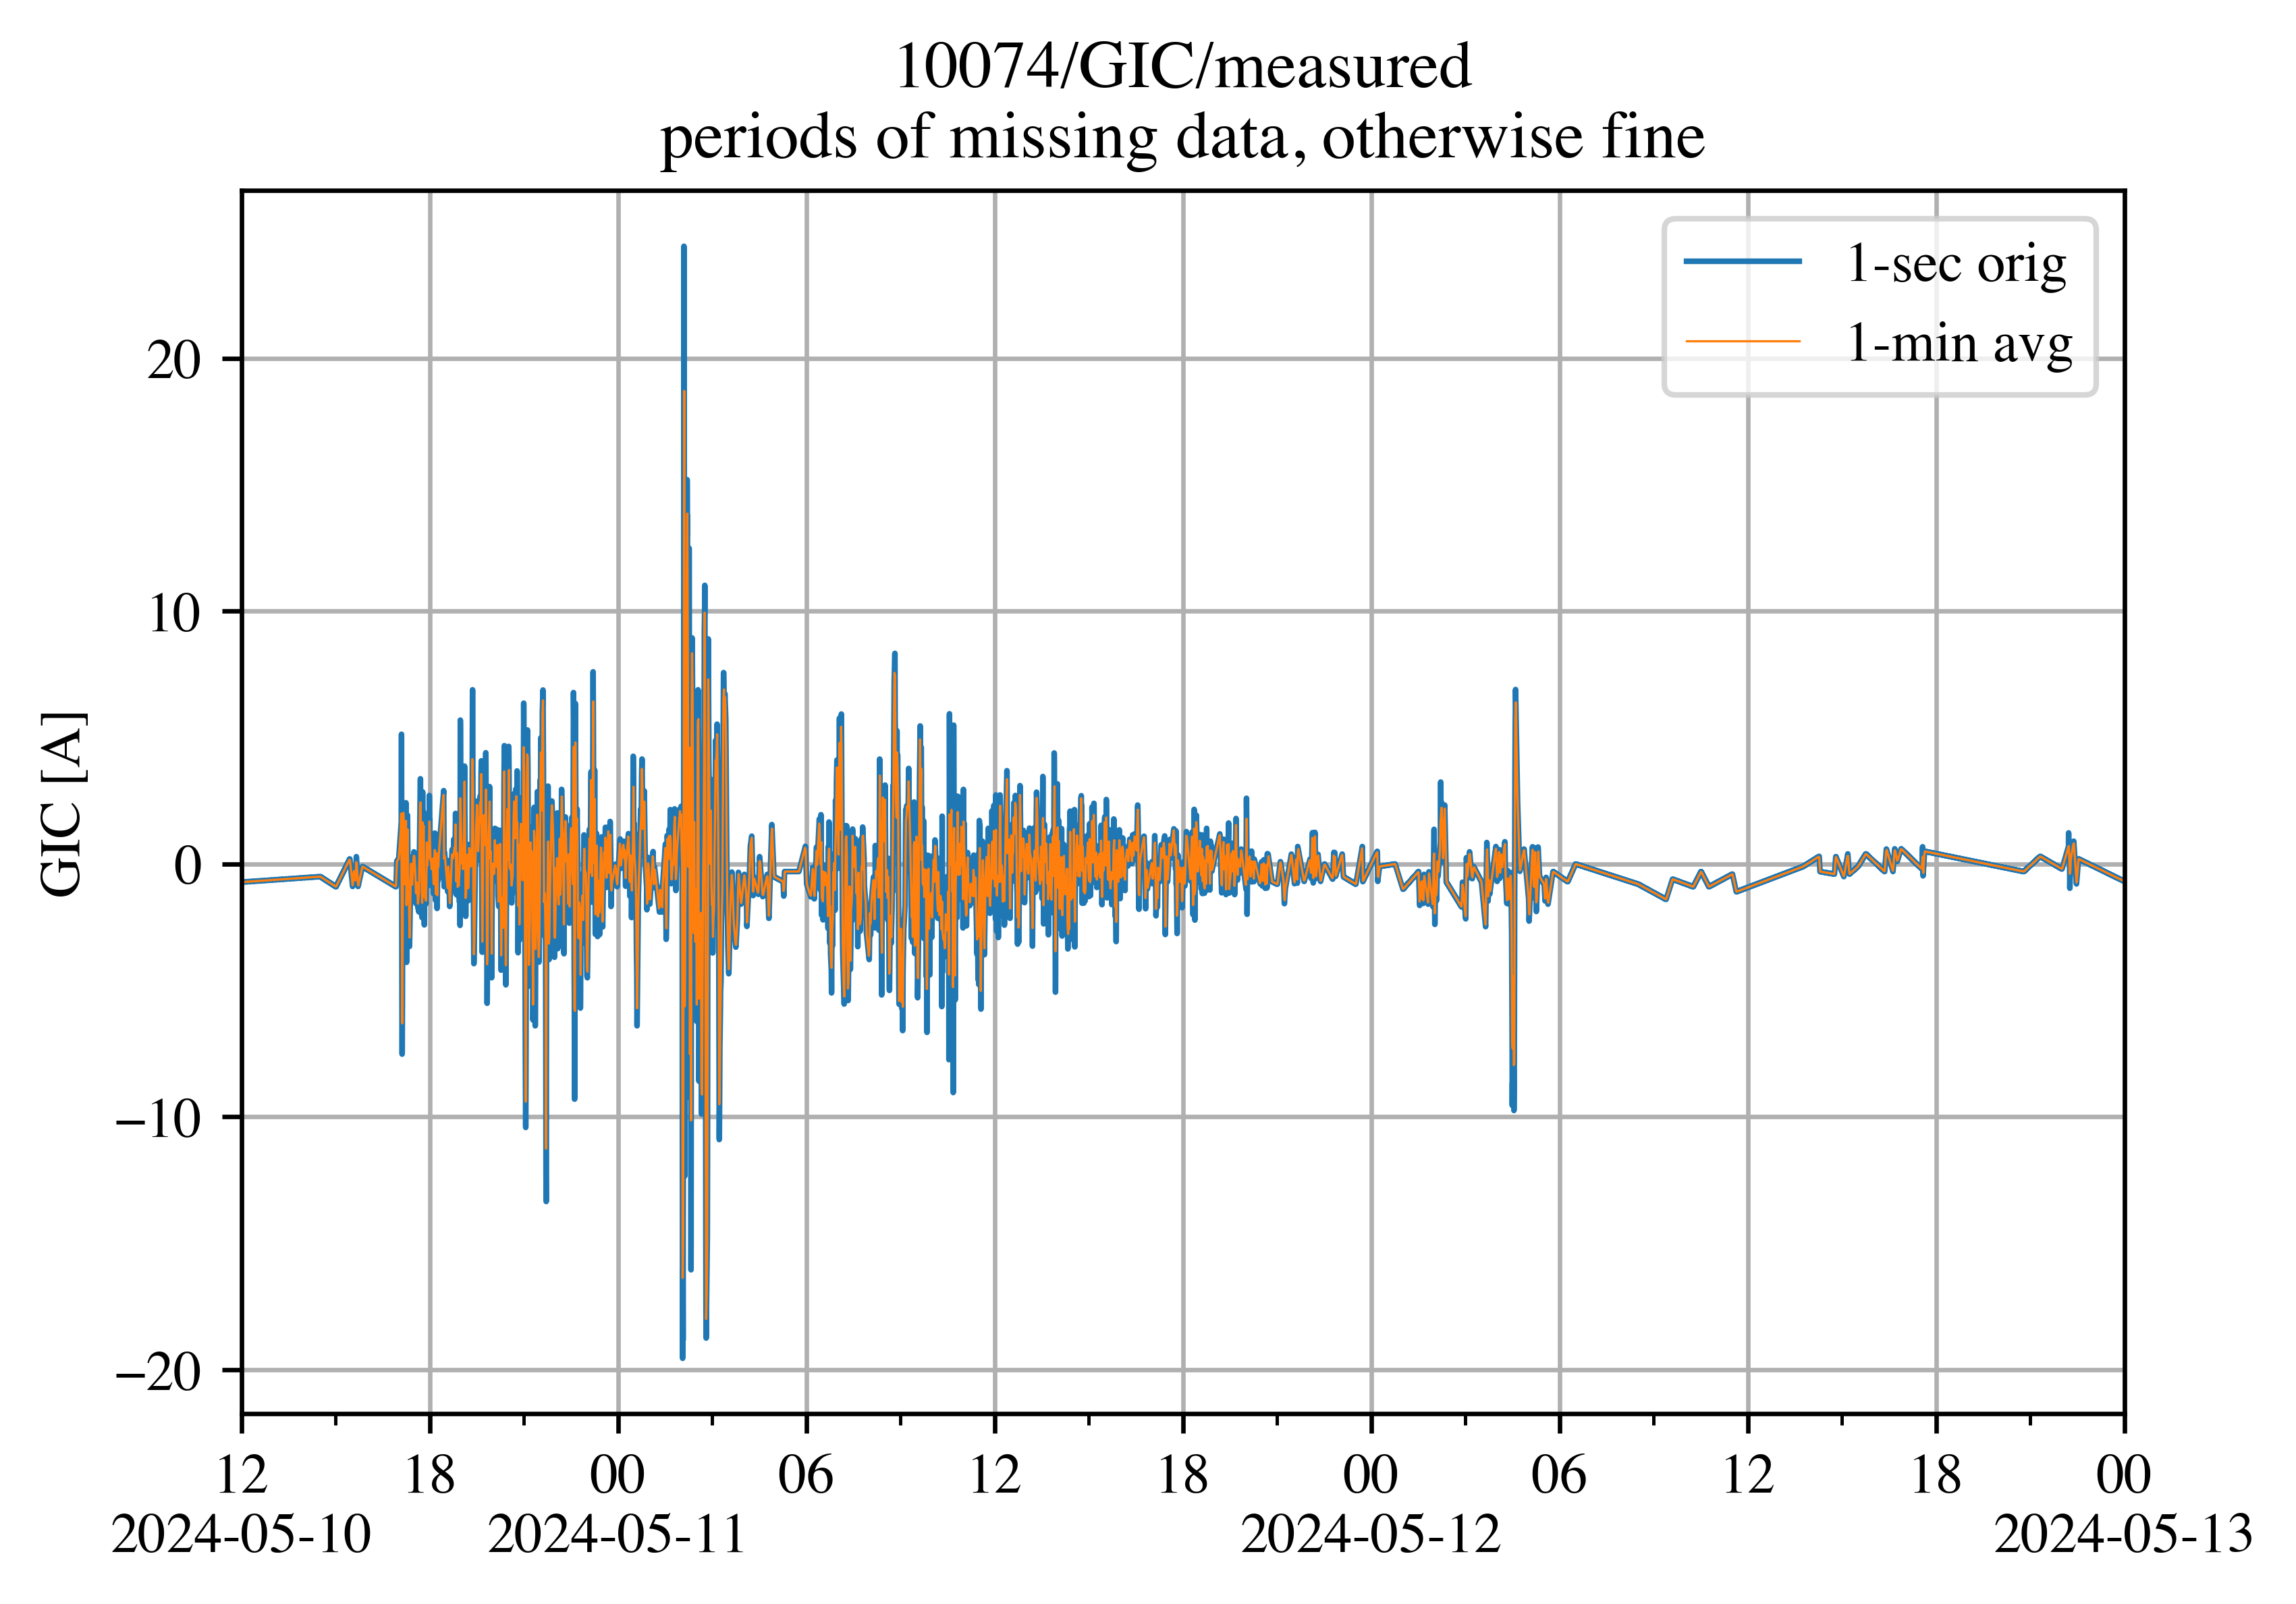 10074/GIC/measured
periods of missing data, otherwise fine
1-sec orig
1-min avg
GIC [A]
20
10
0
−10
−20
12 18 00 06 12 18 00 06 12 18 00
2024-05-10 2024-05-11 2024-05-12 2024-05-13